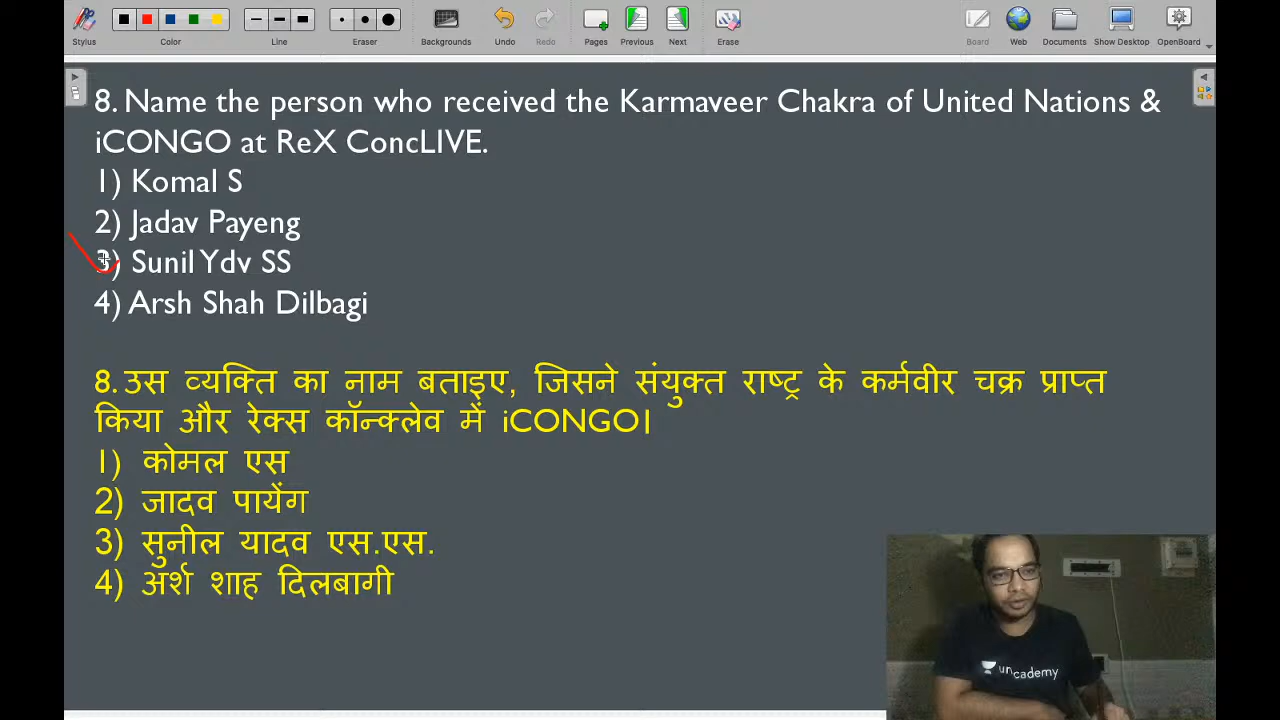 Stylus Color Line Eraser Backgrounds Undo Redo Pages Previous Next Erase Board Web Documents Show Desktop OpenBoard
8. Name the person who received the Karmaveer Chakra of United Nations &
iCONGO at ReX ConcLIVE.
1) Komal S
2) Jadav Payeng
3) Sunil Ydv SS
4) Arsh Shah Dilbagi
8. उस व्यक्ति का नाम बताइए, जिसने संयुक्त राष्ट्र के कर्मवीर चक्र प्राप्त
किया और रेक्स कॉन्क्लेव में iCONGO।
1) कोमल एस
2) जादव पायेंग
3) सुनील यादव एस.एस.
4) अर्श शाह दिलबागी
unacademy